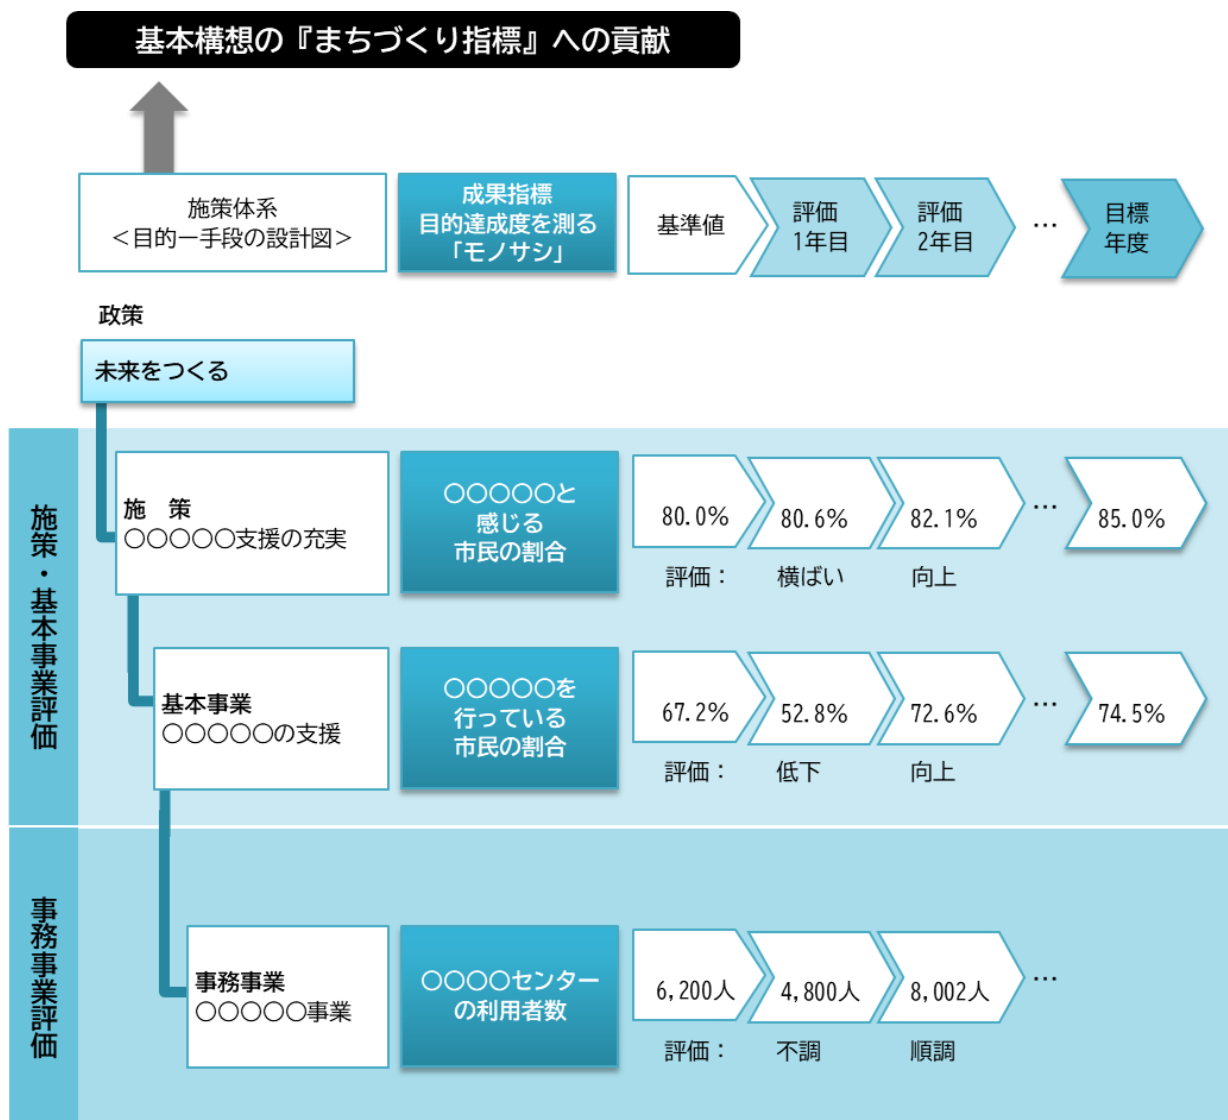 基本構想の『まちづくり指標』への貢献
施策体系
＜目的ー手段の設計図＞
成果指標
目的達成度を測る
「モノサシ」
基準値
評価
1年目
評価
2年目
…
目標
年度
政策
未来をつくる
施策・基本事業評価
施　策
〇〇〇〇〇支援の充実
〇〇〇〇〇と
感じる
市民の割合
80.0%
80.6%
82.1%
…
85.0%
評価：
横ばい
向上
基本事業
〇〇〇〇〇の支援
〇〇〇〇〇を
行っている
市民の割合
67.2%
52.8%
72.6%
…
74.5%
評価：
低下
向上
事務事業評価
事務事業
〇〇〇〇〇事業
〇〇〇〇センター
の利用者数
6,200人
4,800人
8,002人
…
評価：
不調
順調